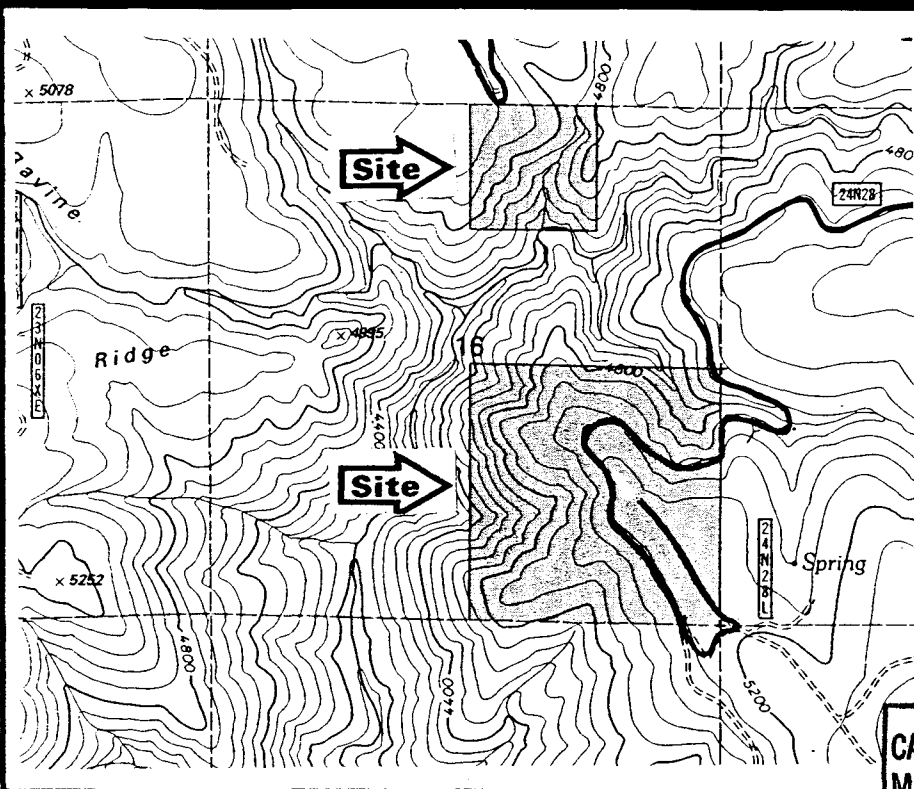 × 5078
4800
Site
4800
24N28
Ravine
23N06XE
Ridge
× 4895
16
4800
4400
Site
24N28L
Spring
× 5252
4800
4400
5200
CA
M